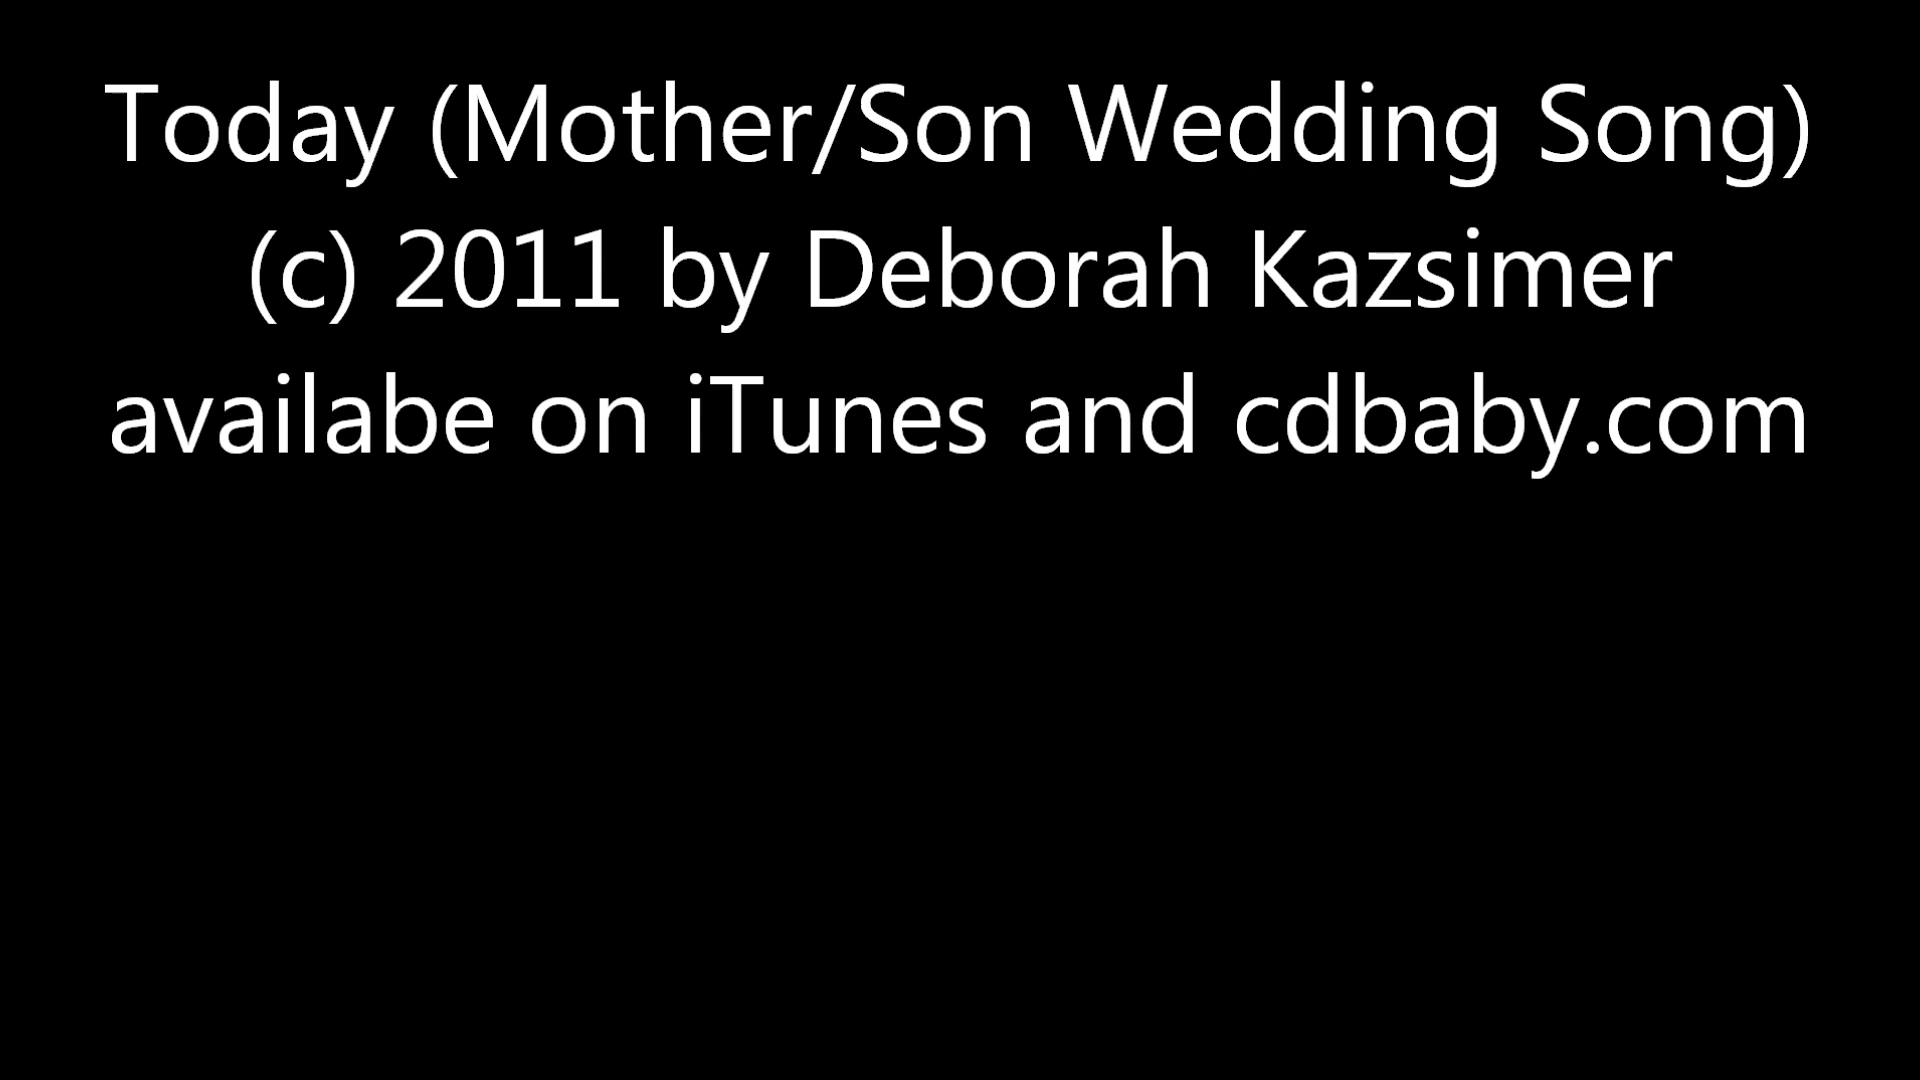 Today (Mother/Son Wedding Song)
(c) 2011 by Deborah Kazsimer
availabe on iTunes and cdbaby.com